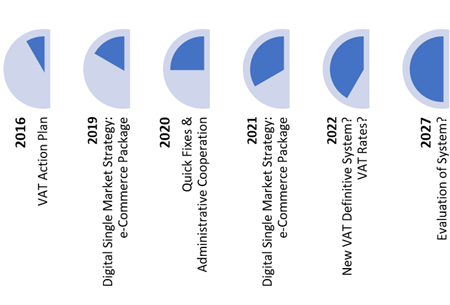 2016
VAT Action Plan
2019
Digital Single Market Strategy:
e-Commerce Package
2020
Quick Fixes &
Administrative Cooperation
2021
Digital Single Market Strategy:
e-Commerce Package
2022
New VAT Definitive System?
VAT Rates?
2027
Evaluation of System?